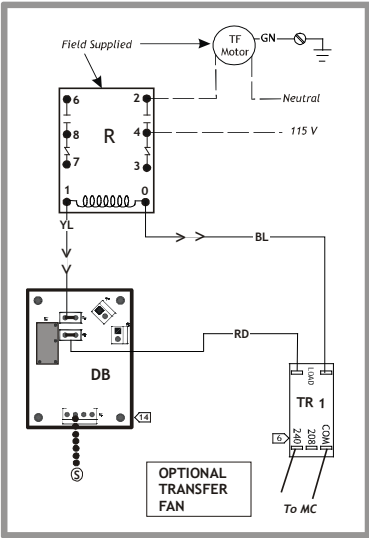 TF
Motor
GN
Field Supplied
Neutral
115 V
6
2
8
R
4
7
3
1
0
YL
BL
RD
DB
14
S
LOAD
TR 1
6
240
208
COM
To MC
OPTIONAL
TRANSFER
FAN